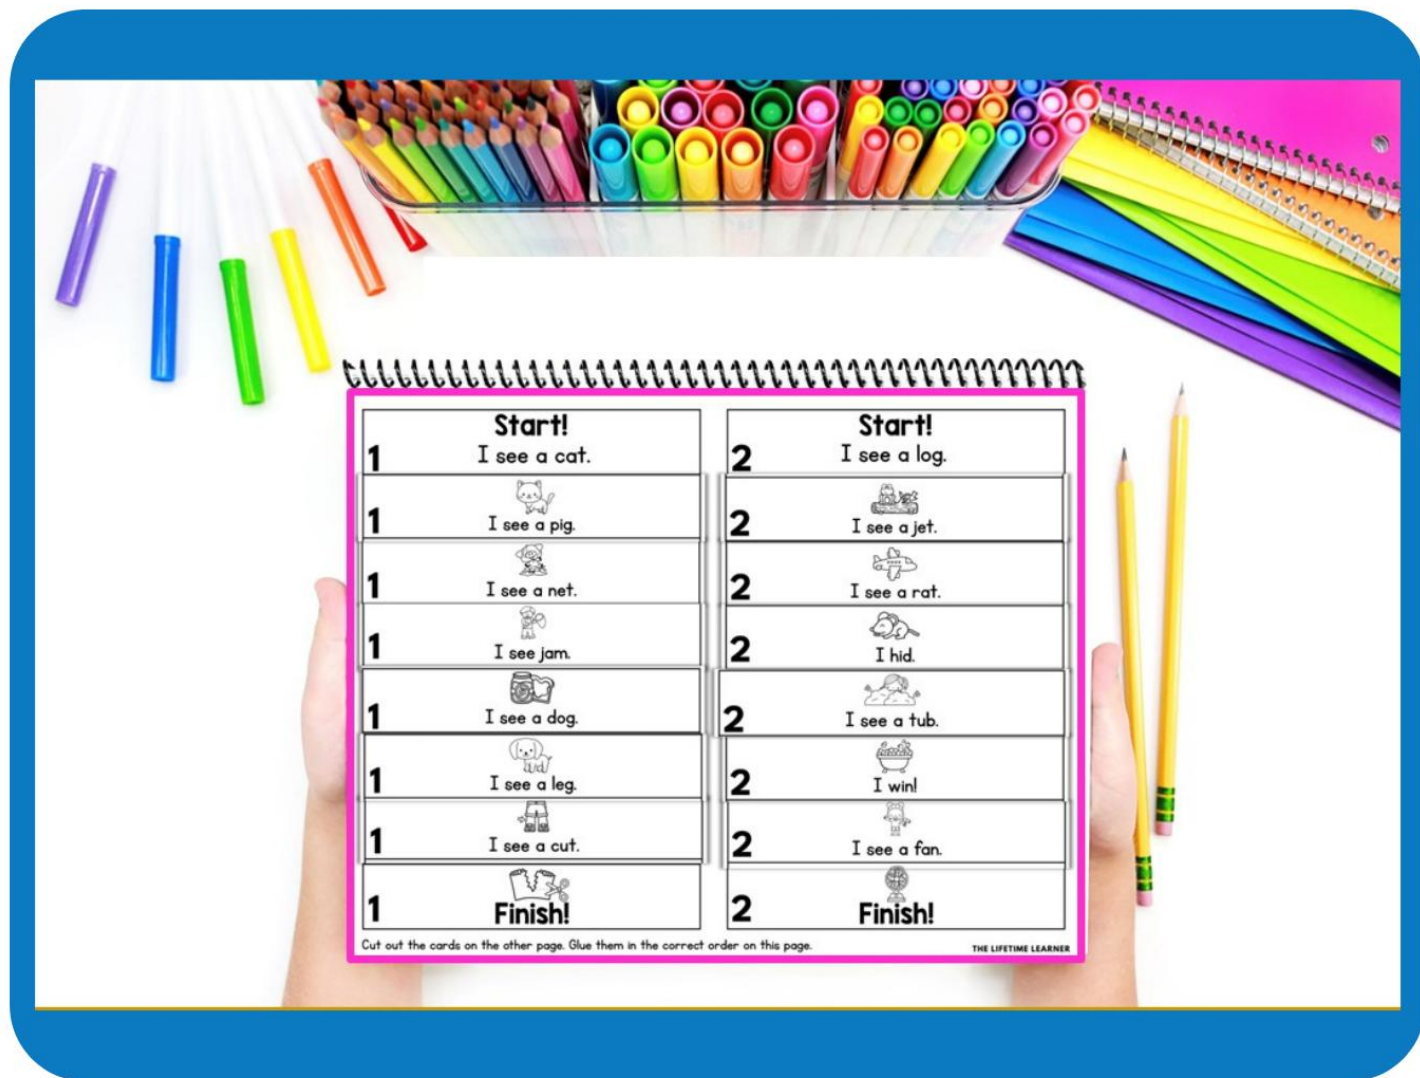 Start!
1
I see a cat.
1
I see a pig.
1
I see a net.
1
I see jam.
1
I see a dog.
1
I see a leg.
1
I see a cut.
1
Finish!
Start!
2
I see a log.
2
I see a jet.
2
I see a rat.
2
I hid.
2
I see a tub.
2
I win!
2
I see a fan.
2
Finish!
Cut out the cards on the other page. Glue them in the correct order on this page.
THE LIFETIME LEARNER